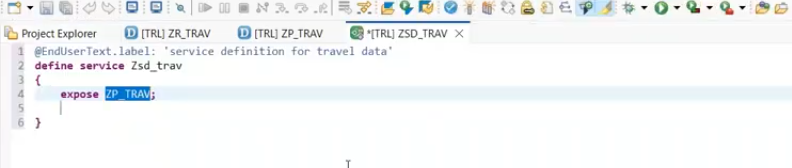 Project Explorer
[TRL] ZR_TRAV
[TRL] ZP_TRAV
*[TRL] ZSD_TRAV
1 @EndUserText.label: 'service definition for travel data'
2 define service Zsd_trav
3 {
4 expose ZP_TRAV;
5
6 }